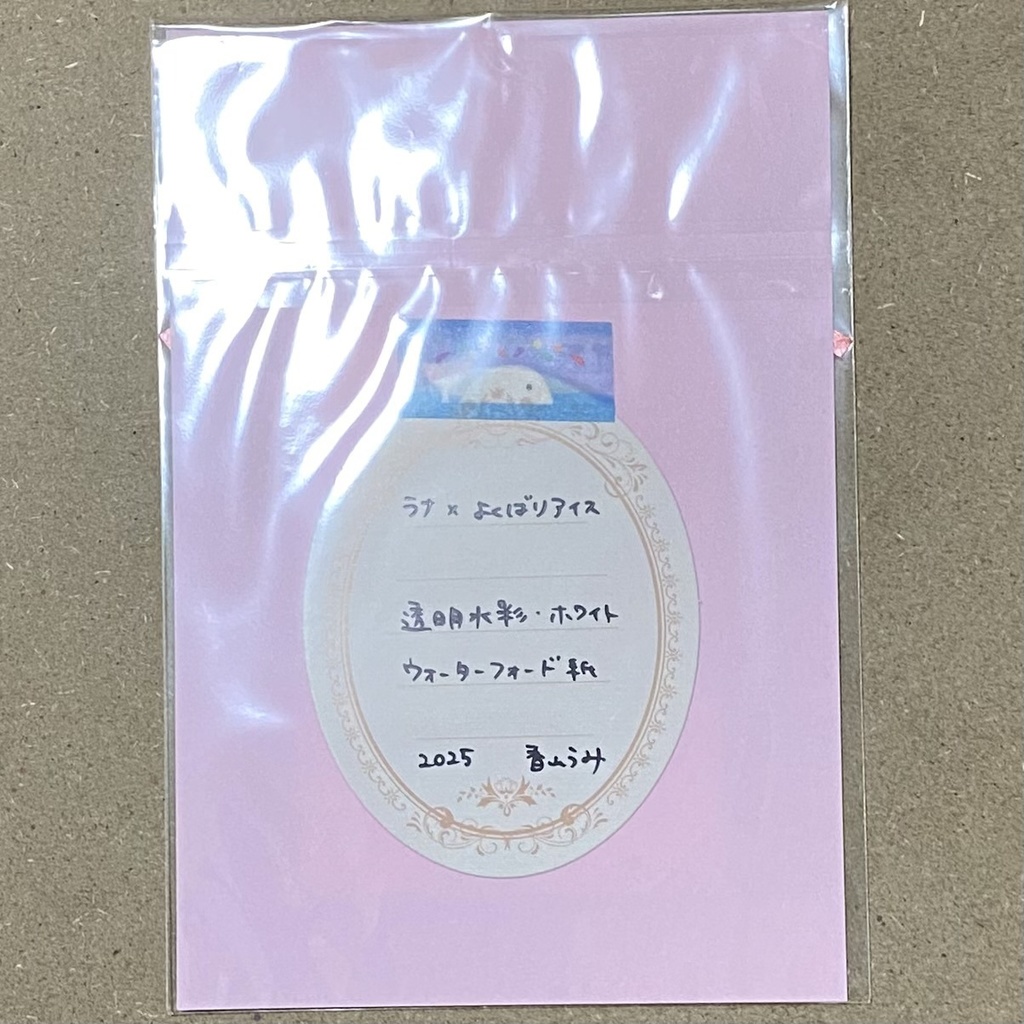 ラナ × よくばりアイス
透明水彩・ホワイト
ウォーターフォード紙
2025 香山うみ